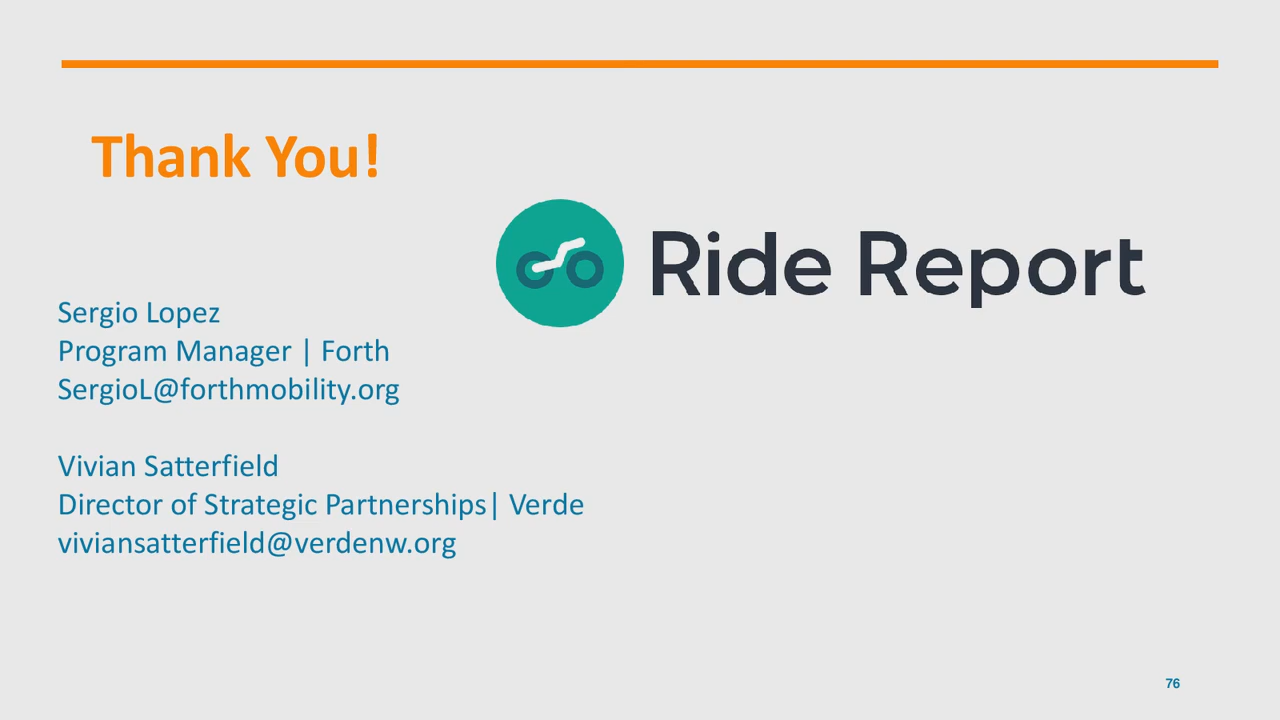 Thank You!
Ride Report
Sergio Lopez
Program Manager | Forth
SergioL@forthmobility.org
Vivian Satterfield
Director of Strategic Partnerships| Verde
viviansatterfield@verdenw.org
76